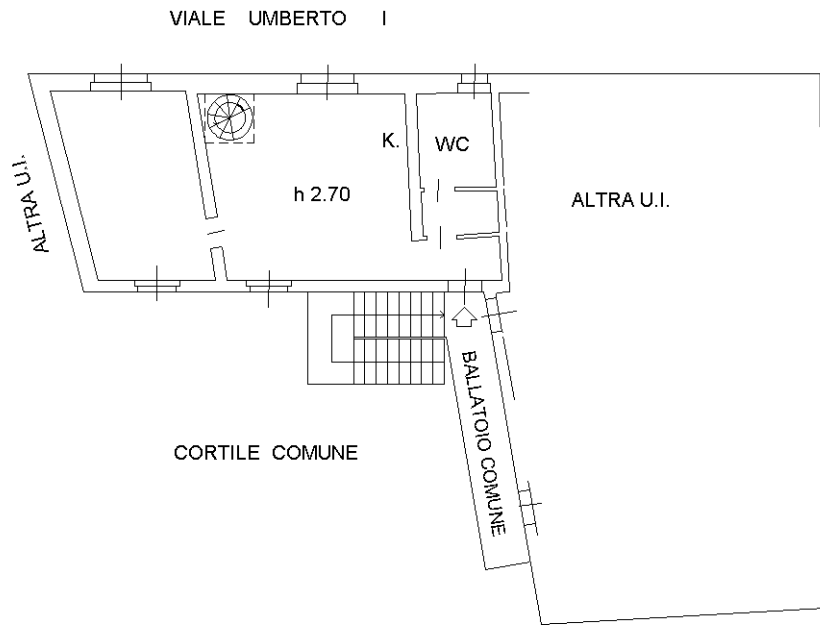 VIALE UMBERTO I
ALTRA U.I.
K.
WC
h 2.70
ALTRA U.I.
BALLATOIO COMUNE
CORTILE COMUNE